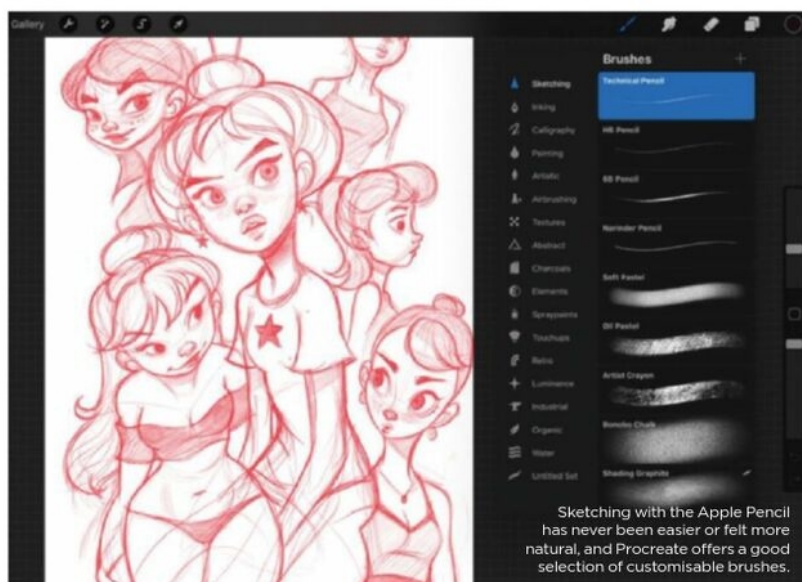 Gallery
Brushes
Sketching
Inking
Calligraphy
Painting
Artistic
Airbrushing
Textures
Abstract
Charcoals
Elements
Spraypaints
Touchups
Retro
Luminance
Industrial
Organic
Water
Untitled Set
Technical Pencil
HB Pencil
6B Pencil
Narinder Pencil
Soft Pastel
Oil Pastel
Artist Crayon
Bonobo Chalk
Shading Graphite
Sketching with the Apple Pencil
has never been easier or felt more
natural, and Procreate offers a good
selection of customisable brushes.